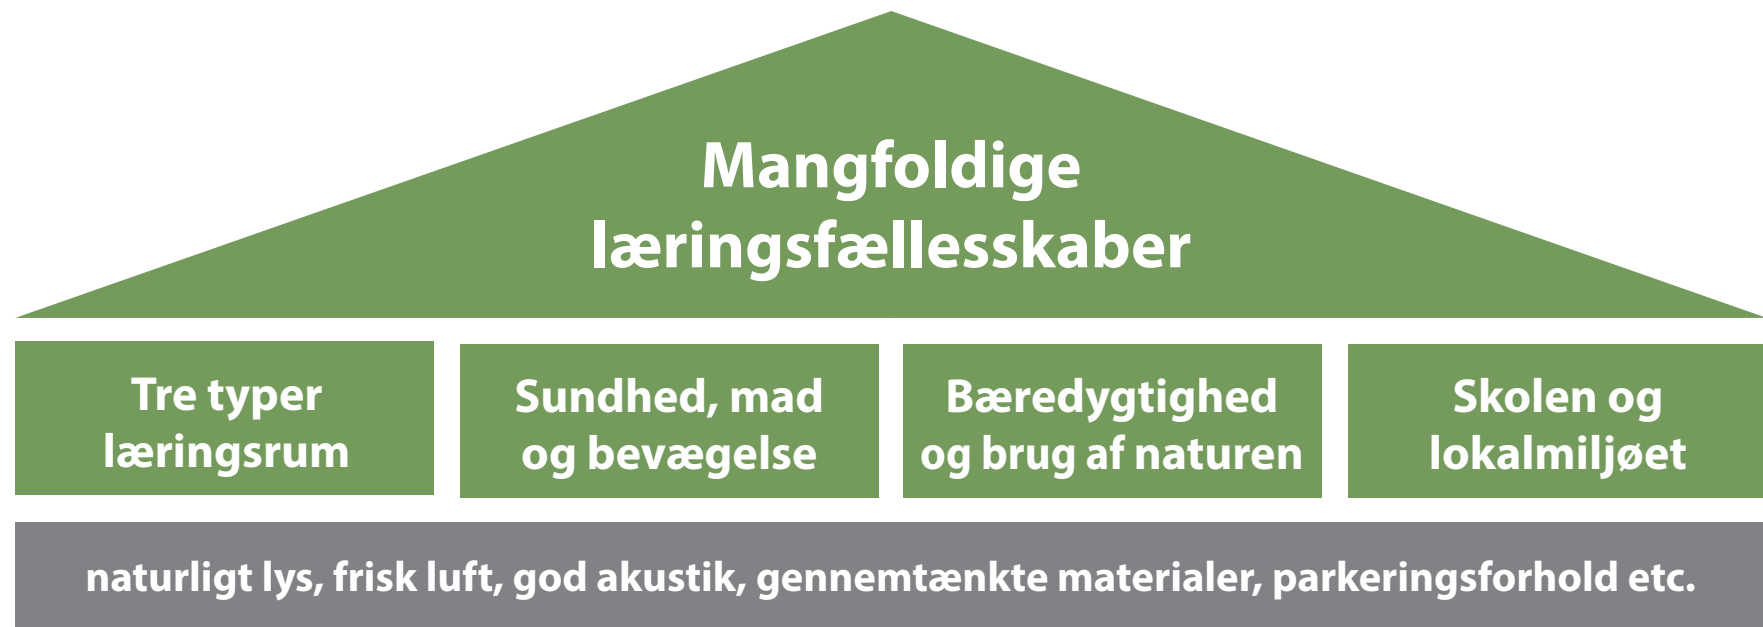 Mangfoldige
læringsfællesskaber
Tre typer
læringsrum
Sundhed, mad
og bevægelse
Bæredygtighed
og brug af naturen
Skolen og
lokalmiljøet
naturligt lys, frisk luft, god akustik, gennemtænkte materialer, parkeringsforhold etc.